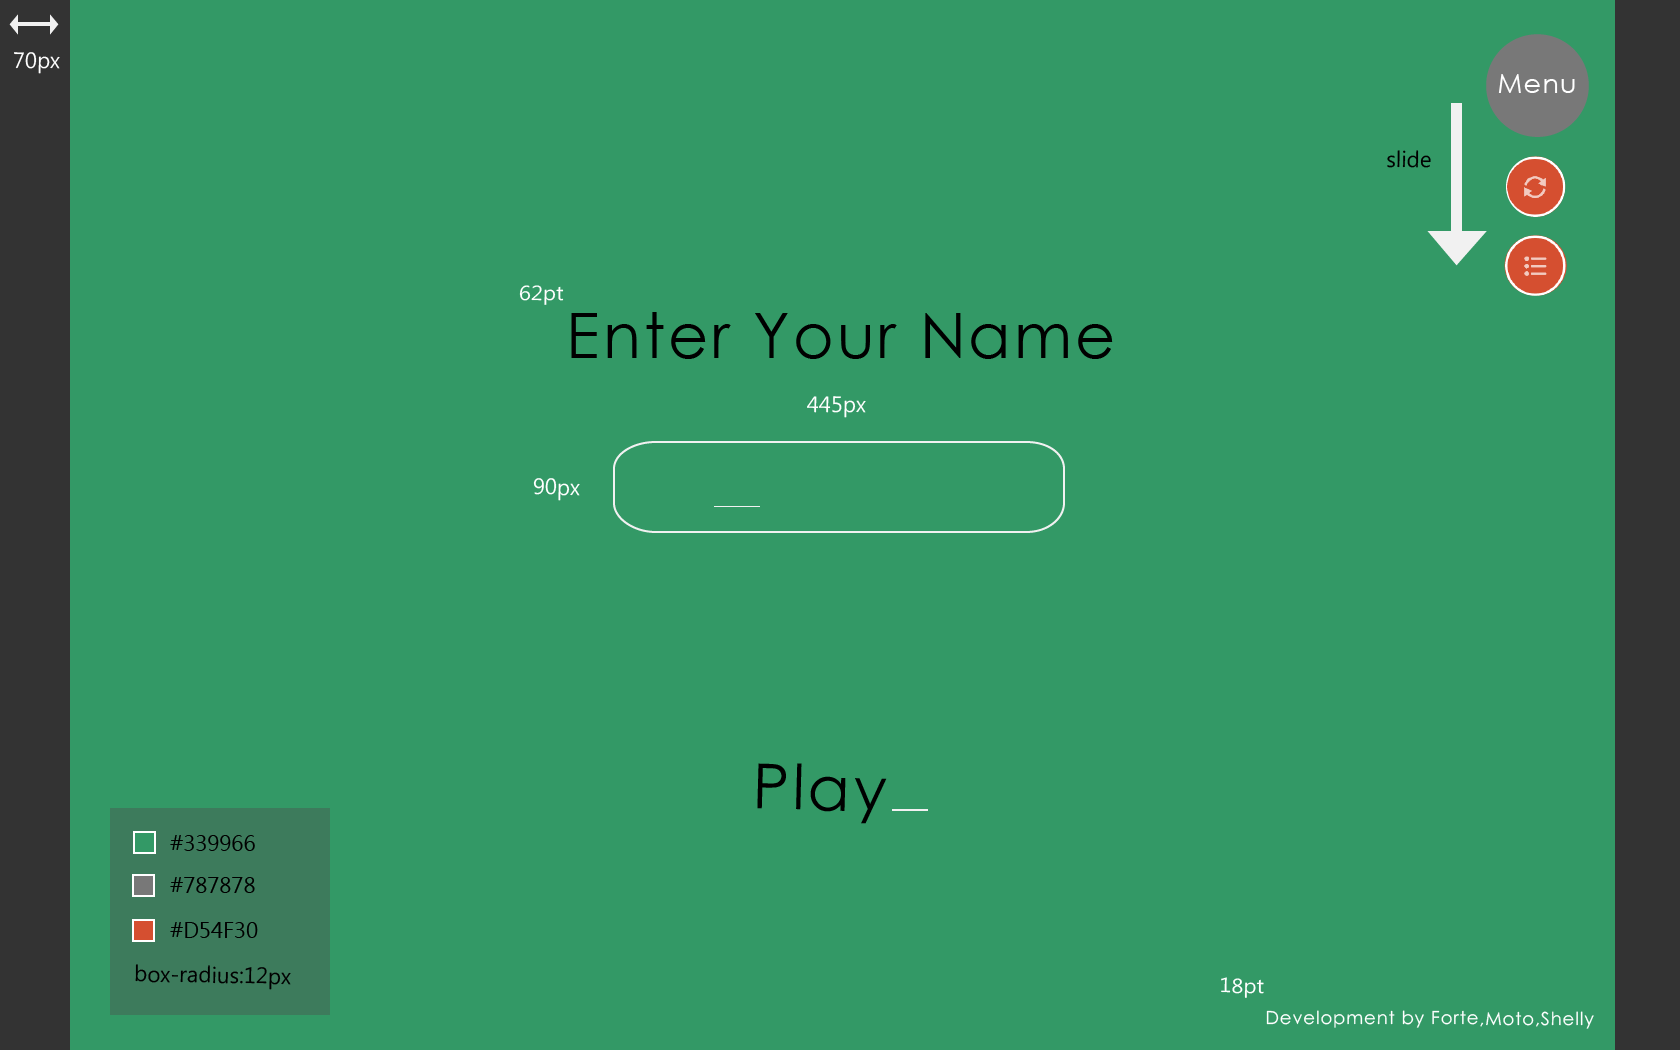 70px
Menu
slide
62pt
Enter Your Name
445px
90px
Play_
#339966
#787878
#D54F30
box-radius:12px
18pt
Development by Forte,Moto,Shelly